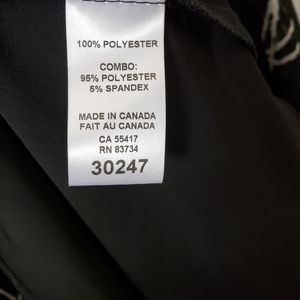 100% POLYESTER
COMBO:
95% POLYESTER
5% SPANDEX
MADE IN CANADA
FAIT AU CANADA
CA 55417
RN 83734
30247